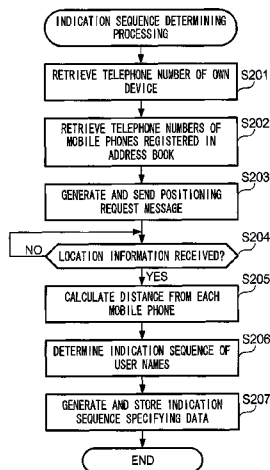 INDICATION SEQUENCE DETERMINING
PROCESSING
S201
RETRIEVE TELEPHONE NUMBER OF OWN
DEVICE
S202
RETRIEVE TELEPHONE NUMBERS OF
MOBILE PHONES REGISTERED IN
ADDRESS BOOK
S203
GENERATE AND SEND POSITIONING
REQUEST MESSAGE
S204
LOCATION INFORMATION RECEIVED?
NO
YES
S205
CALCULATE DISTANCE FROM EACH
MOBILE PHONE
S206
DETERMINE INDICATION SEQUENCE OF
USER NAMES
S207
GENERATE AND STORE INDICATION
SEQUENCE SPECIFYING DATA
END